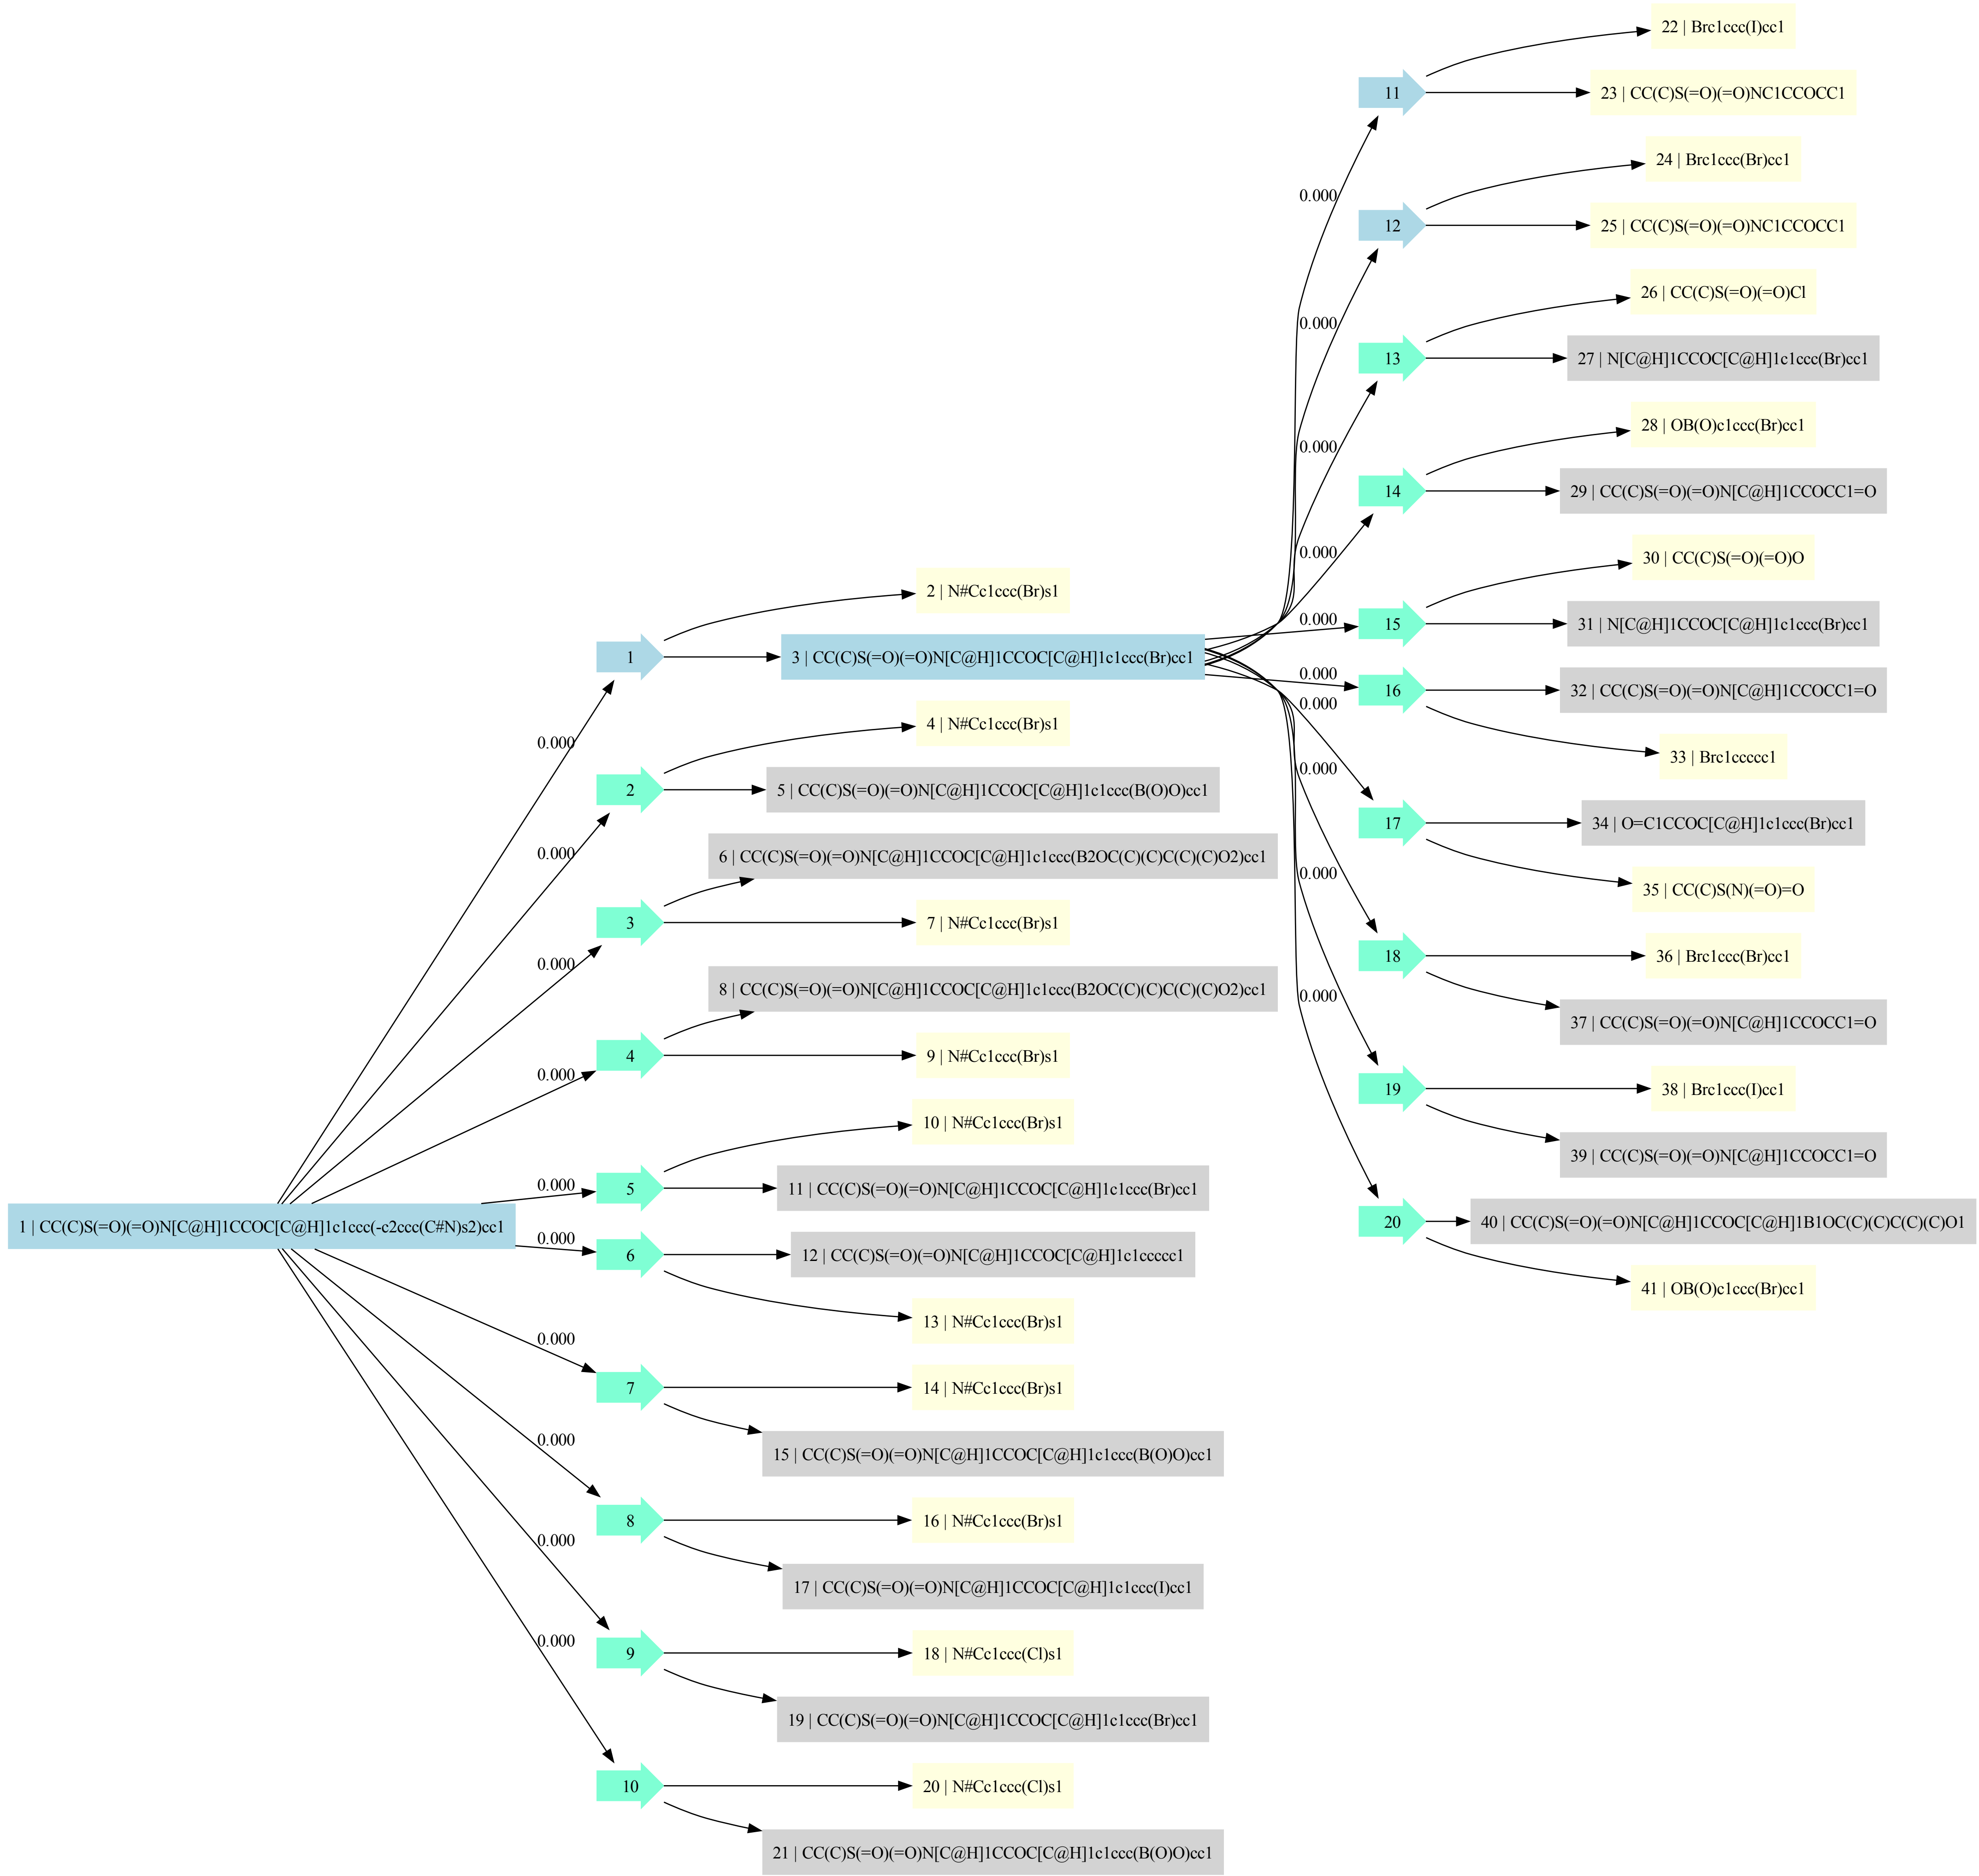 22 | Brc1ccc(I)cc1
11
23 | CC(C)S(=O)(=O)NC1CCOCC1
24 | Brc1ccc(Br)cc1
0.000
12
25 | CC(C)S(=O)(=O)NC1CCOCC1
26 | CC(C)S(=O)(=O)Cl
0.000
13
27 | N[C@H]1CCOC[C@H]1c1ccc(Br)cc1
28 | OB(O)c1ccc(Br)cc1
0.000
14
29 | CC(C)S(=O)(=O)N[C@H]1CCOCC1=O
0.000
30 | CC(C)S(=O)(=O)O
2 | N#Cc1ccc(Br)s1
0.000
15
31 | N[C@H]1CCOC[C@H]1c1ccc(Br)cc1
1
3 | CC(C)S(=O)(=O)N[C@H]1CCOC[C@H]1c1ccc(Br)cc1
0.000
16
32 | CC(C)S(=O)(=O)N[C@H]1CCOCC1=O
0.000
4 | N#Cc1ccc(Br)s1
0.000
33 | Brc1ccccc1
0.000
2
5 | CC(C)S(=O)(=O)N[C@H]1CCOC[C@H]1c1ccc(B(O)O)cc1
17
34 | O=C1CCOC[C@H]1c1ccc(Br)cc1
0.000
6 | CC(C)S(=O)(=O)N[C@H]1CCOC[C@H]1c1ccc(B2OC(C)(C)C(C)(C)O2)cc1
0.000
35 | CC(C)S(N)(=O)=O
3
7 | N#Cc1ccc(Br)s1
18
36 | Brc1ccc(Br)cc1
0.000
8 | CC(C)S(=O)(=O)N[C@H]1CCOC[C@H]1c1ccc(B2OC(C)(C)C(C)(C)O2)cc1
0.000
37 | CC(C)S(=O)(=O)N[C@H]1CCOCC1=O
4
9 | N#Cc1ccc(Br)s1
0.000
19
38 | Brc1ccc(I)cc1
10 | N#Cc1ccc(Br)s1
39 | CC(C)S(=O)(=O)N[C@H]1CCOCC1=O
0.000
5
11 | CC(C)S(=O)(=O)N[C@H]1CCOC[C@H]1c1ccc(Br)cc1
1 | CC(C)S(=O)(=O)N[C@H]1CCOC[C@H]1c1ccc(-c2ccc(C#N)s2)cc1
20
40 | CC(C)S(=O)(=O)N[C@H]1CCOC[C@H]1B1OC(C)(C)C(C)(C)O1
0.000
6
12 | CC(C)S(=O)(=O)N[C@H]1CCOC[C@H]1c1ccccc1
41 | OB(O)c1ccc(Br)cc1
13 | N#Cc1ccc(Br)s1
0.000
7
14 | N#Cc1ccc(Br)s1
0.000
15 | CC(C)S(=O)(=O)N[C@H]1CCOC[C@H]1c1ccc(B(O)O)cc1
8
16 | N#Cc1ccc(Br)s1
0.000
17 | CC(C)S(=O)(=O)N[C@H]1CCOC[C@H]1c1ccc(I)cc1
0.000
9
18 | N#Cc1ccc(Cl)s1
19 | CC(C)S(=O)(=O)N[C@H]1CCOC[C@H]1c1ccc(Br)cc1
10
20 | N#Cc1ccc(Cl)s1
21 | CC(C)S(=O)(=O)N[C@H]1CCOC[C@H]1c1ccc(B(O)O)cc1